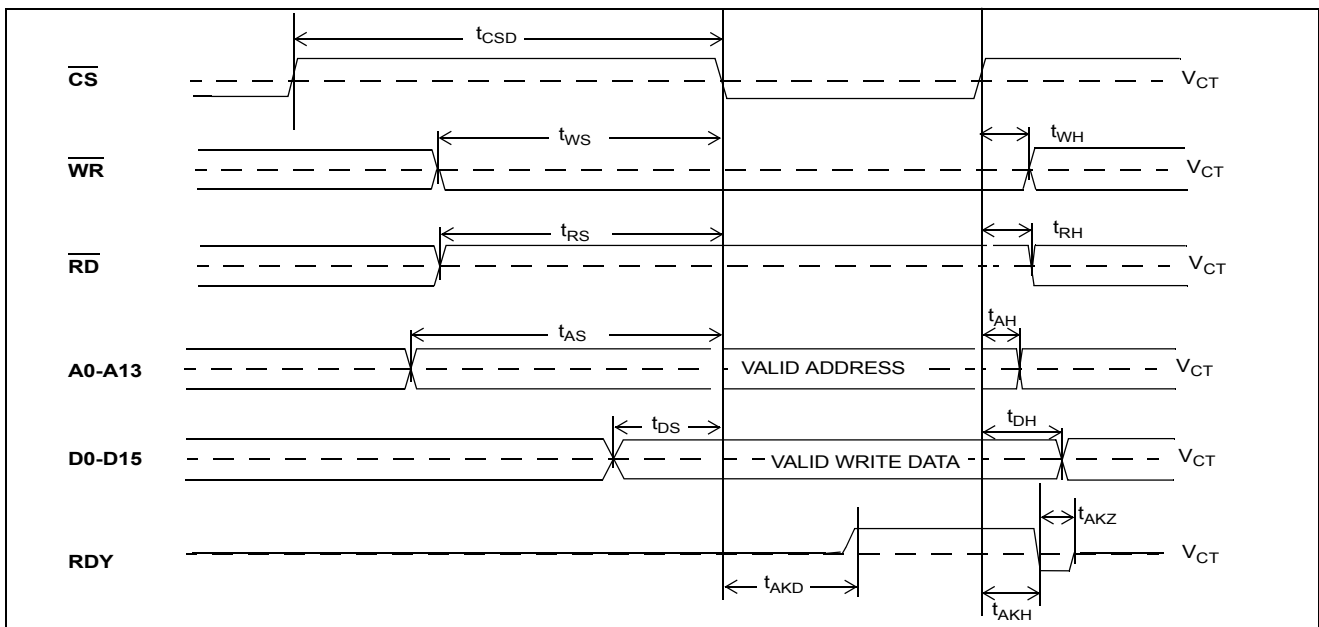 tCSD
CS VCT
tWS tWH
WR VCT
tRS tRH
RD VCT
tAS tAH
A0-A13 VALID ADDRESS VCT
tDS tDH
D0-D15 VALID WRITE DATA VCT
tAKZ
RDY VCT
tAKD tAKH